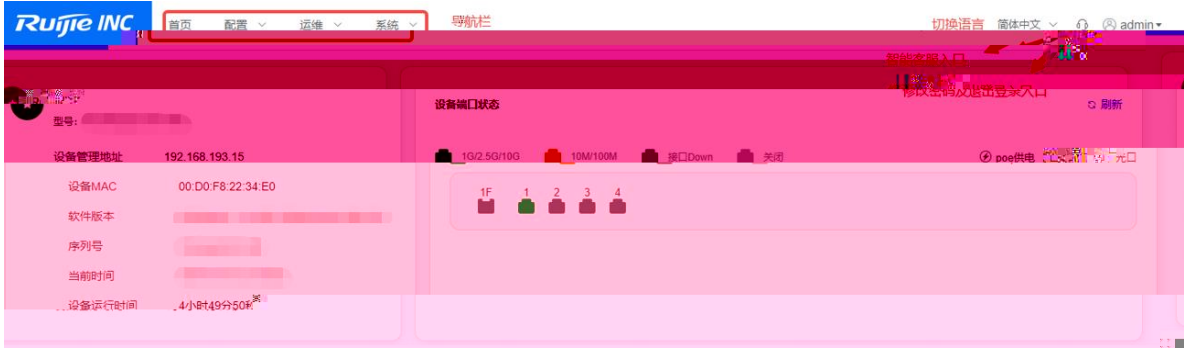 Ruijie INC 首页 配置 运维 系统 导航栏 切换语言 简体中文 admin
智能客服入口
修改密码及退出登录入口
设备端口状态 刷新
型号:
设备管理地址 192.168.193.15
1G/2.5G/10G 10M/100M 接口Down 关闭 poe供电 光口
设备MAC 00:D0:F8:22:34:E0
1F 1 2 3 4
软件版本
序列号
当前时间
设备运行时间 4小时49分50秒